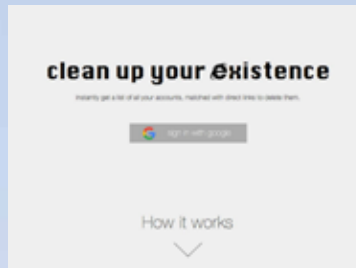 clean up your existence
Instantly get a list of all your accounts, matched with direct links to delete them.
sign in with google
How it works